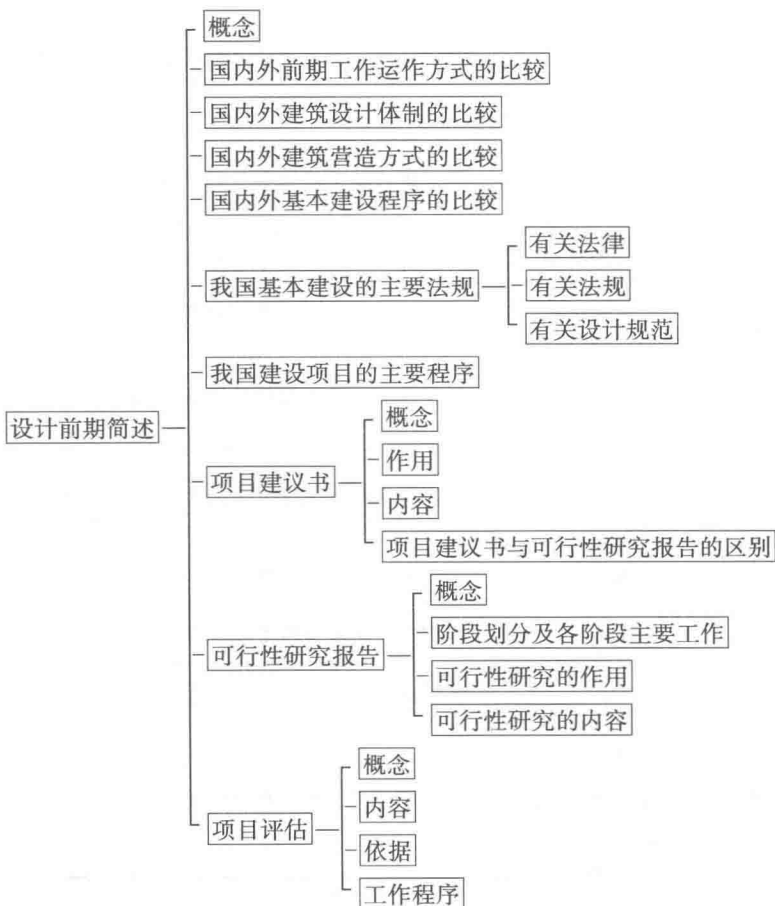 概念
国内外前期工作运作方式的比较
国内外建筑设计体制的比较
国内外建筑营造方式的比较
国内外基本建设程序的比较
我国基本建设的主要法规
有关法律
有关法规
有关设计规范
我国建设项目的主要程序
设计前期简述
项目建议书
概念
作用
内容
项目建议书与可行性研究报告的区别
可行性研究报告
概念
阶段划分及各阶段主要工作
可行性研究的作用
可行性研究的内容
项目评估
概念
内容
依据
工作程序